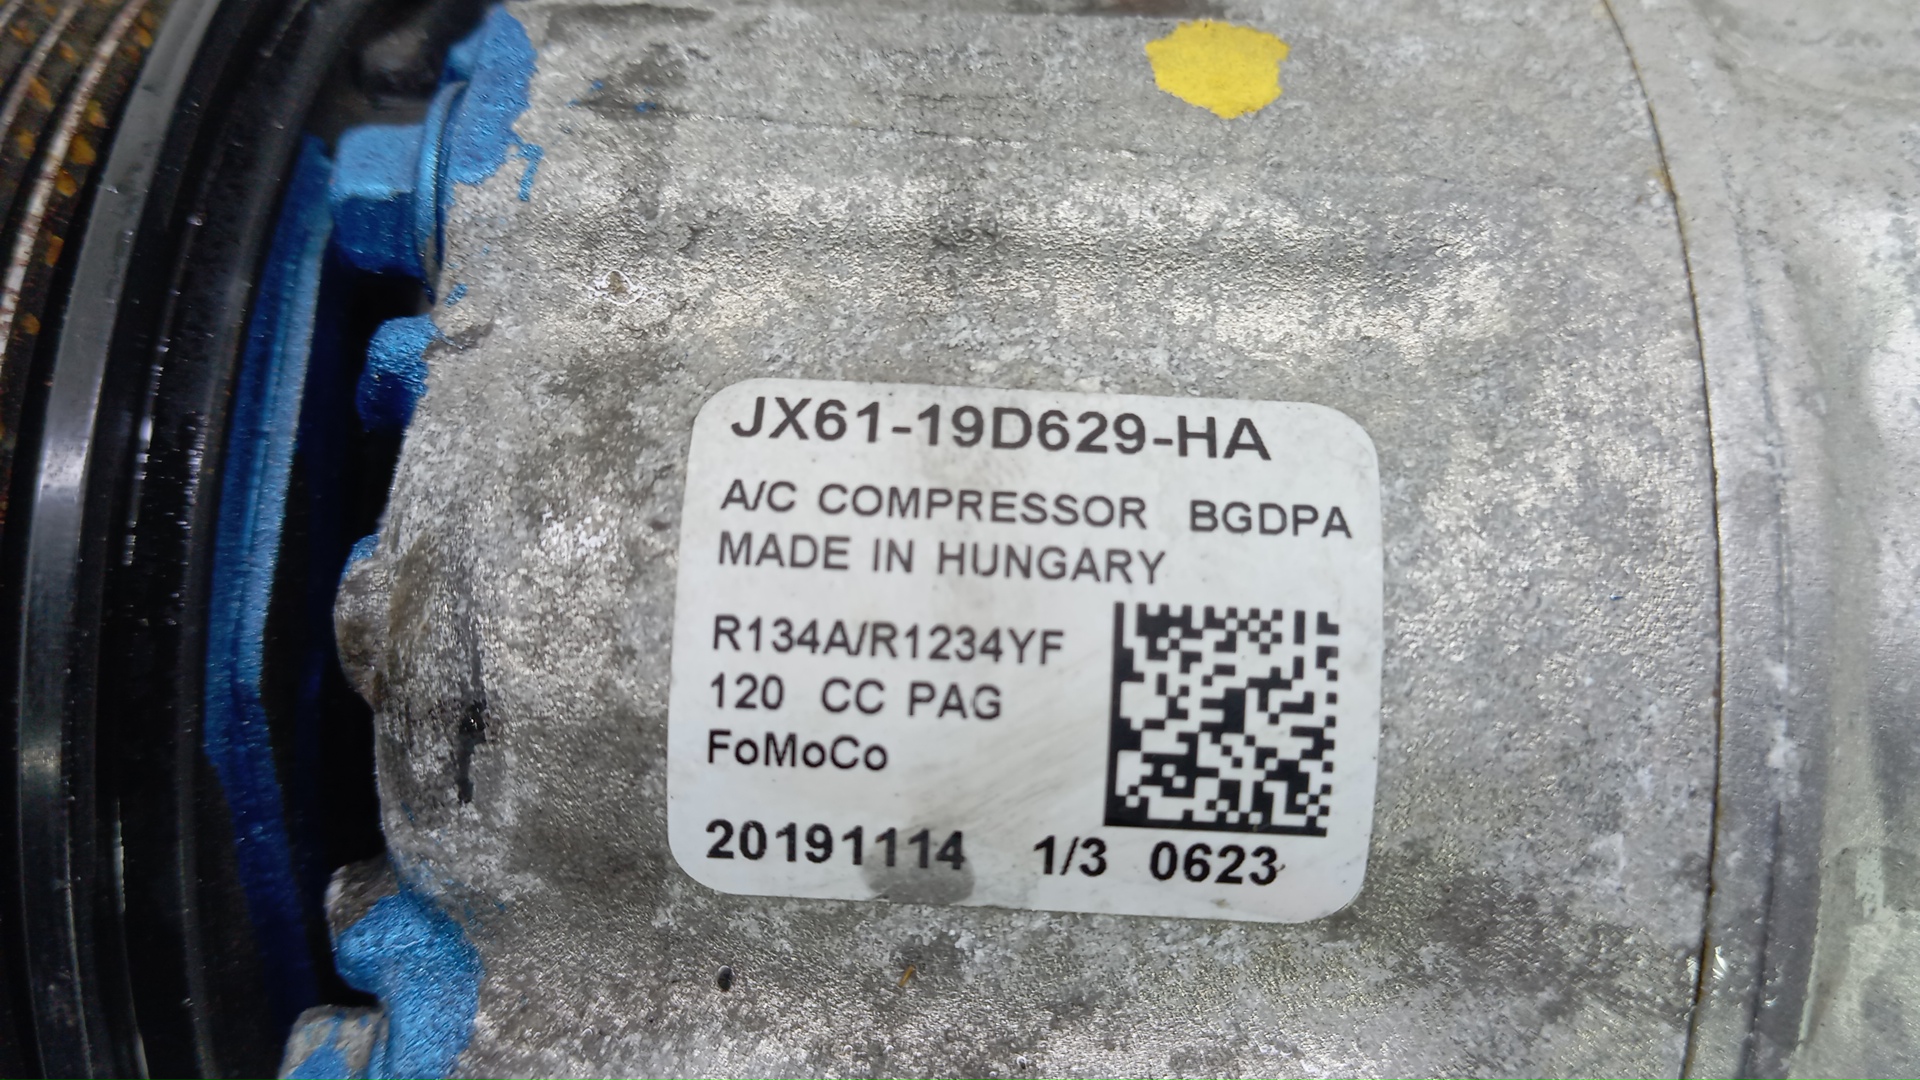 JX61-19D629-HA
A/C COMPRESSOR BGDPA
MADE IN HUNGARY
R134A/R1234YF
120 CC PAG
FoMoCo
20191114 1/3 0623